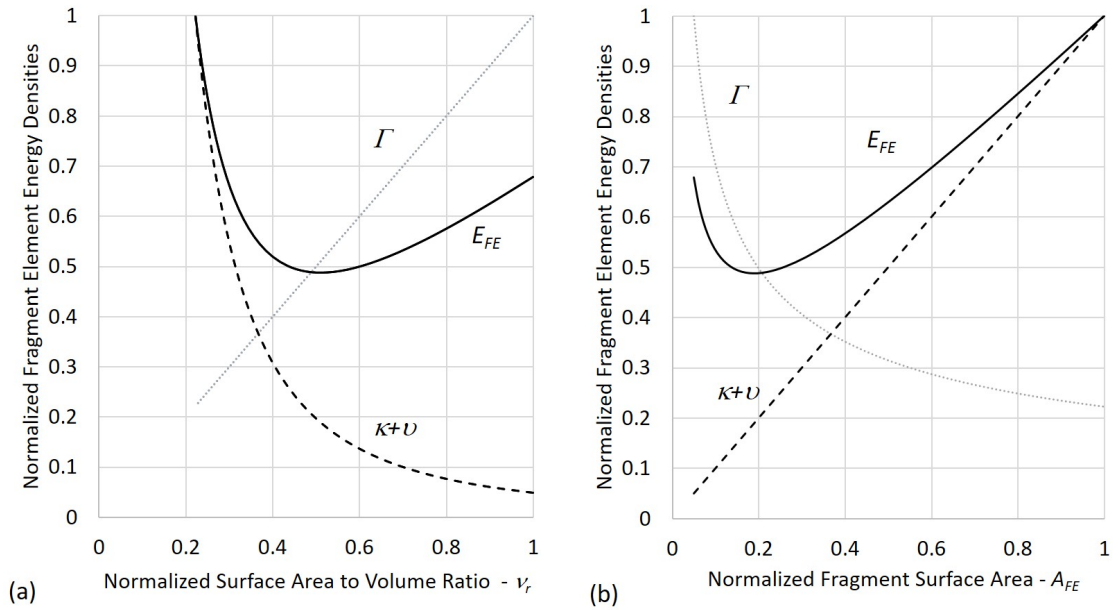 Normalized Fragment Element Energy Densities
1
0.9
0.8
0.7
0.6
0.5
0.4
0.3
0.2
0.1
0
Γ
E_FE
κ+υ
0
0.2
0.4
0.6
0.8
1
(a)
Normalized Surface Area to Volume Ratio - ν_r
Normalized Fragment Element Energy Densities
1
0.9
0.8
0.7
0.6
0.5
0.4
0.3
0.2
0.1
0
Γ
E_FE
κ+υ
0
0.2
0.4
0.6
0.8
1
(b)
Normalized Fragment Surface Area - A_FE